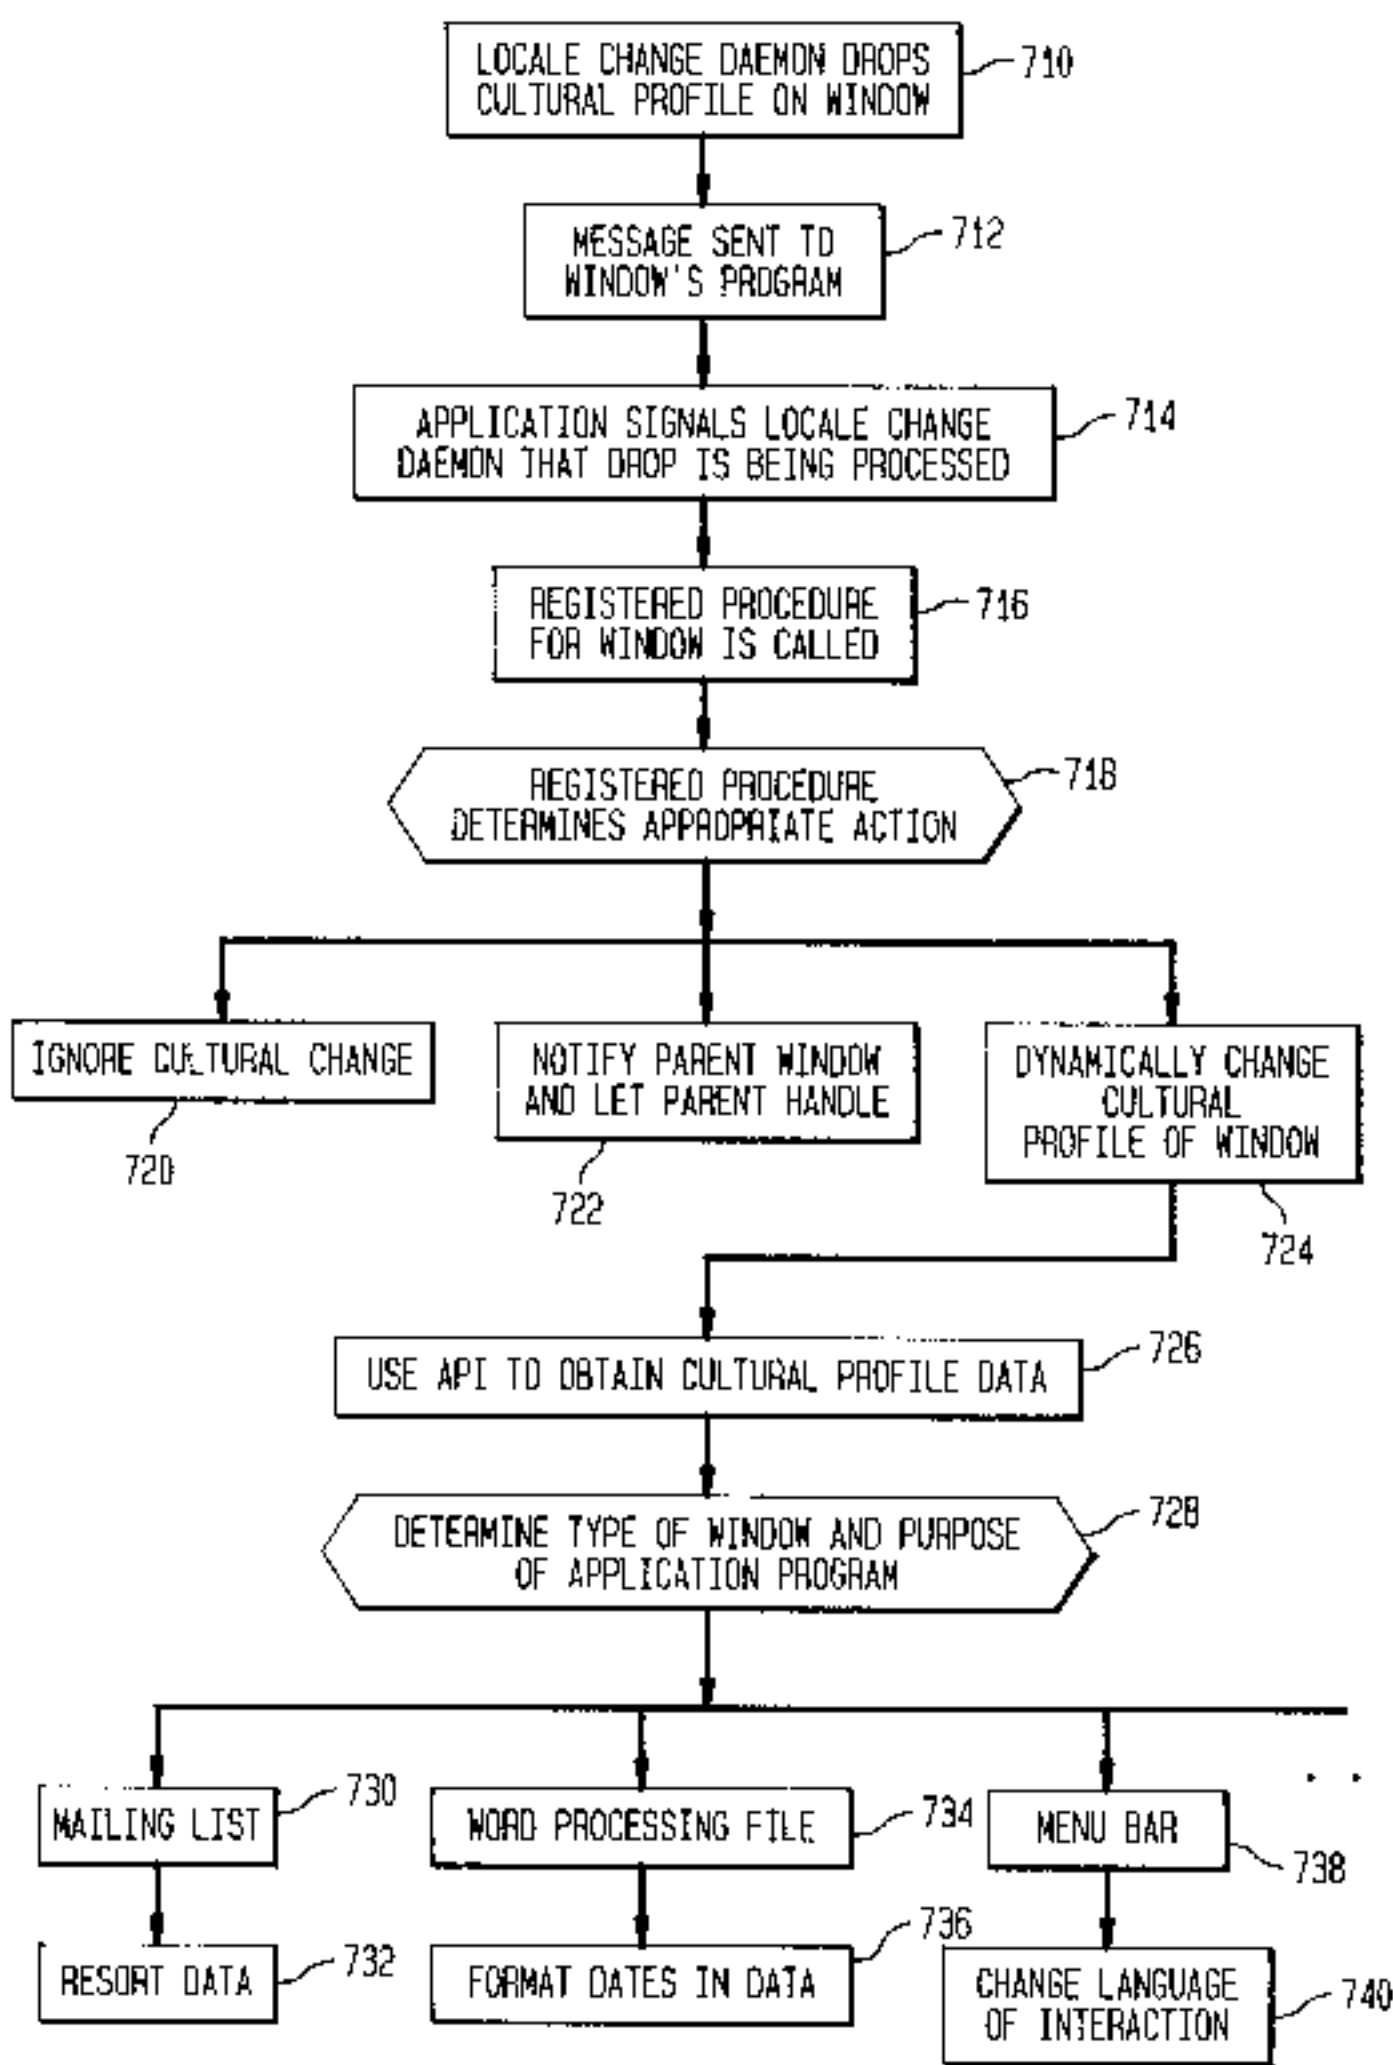 LOCALE CHANGE DAEMON DROPS
CULTURAL PROFILE ON WINDOW
710
MESSAGE SENT TO
WINDOW'S PROGRAM
712
APPLICATION SIGNALS LOCALE CHANGE
DAEMON THAT DROP IS BEING PROCESSED
714
REGISTERED PROCEDURE
FOR WINDOW IS CALLED
716
REGISTERED PROCEDURE
DETERMINES APPROPRIATE ACTION
718
IGNORE CULTURAL CHANGE
720
NOTIFY PARENT WINDOW
AND LET PARENT HANDLE
722
DYNAMICALLY CHANGE
CULTURAL
PROFILE OF WINDOW
724
USE API TO OBTAIN CULTURAL PROFILE DATA
726
DETERMINE TYPE OF WINDOW AND PURPOSE
OF APPLICATION PROGRAM
728
MAILING LIST
730
WORD PROCESSING FILE
734
MENU BAR
738
. .
RESORT DATA
732
FORMAT DATES IN DATA
736
CHANGE LANGUAGE
OF INTERACTION
740